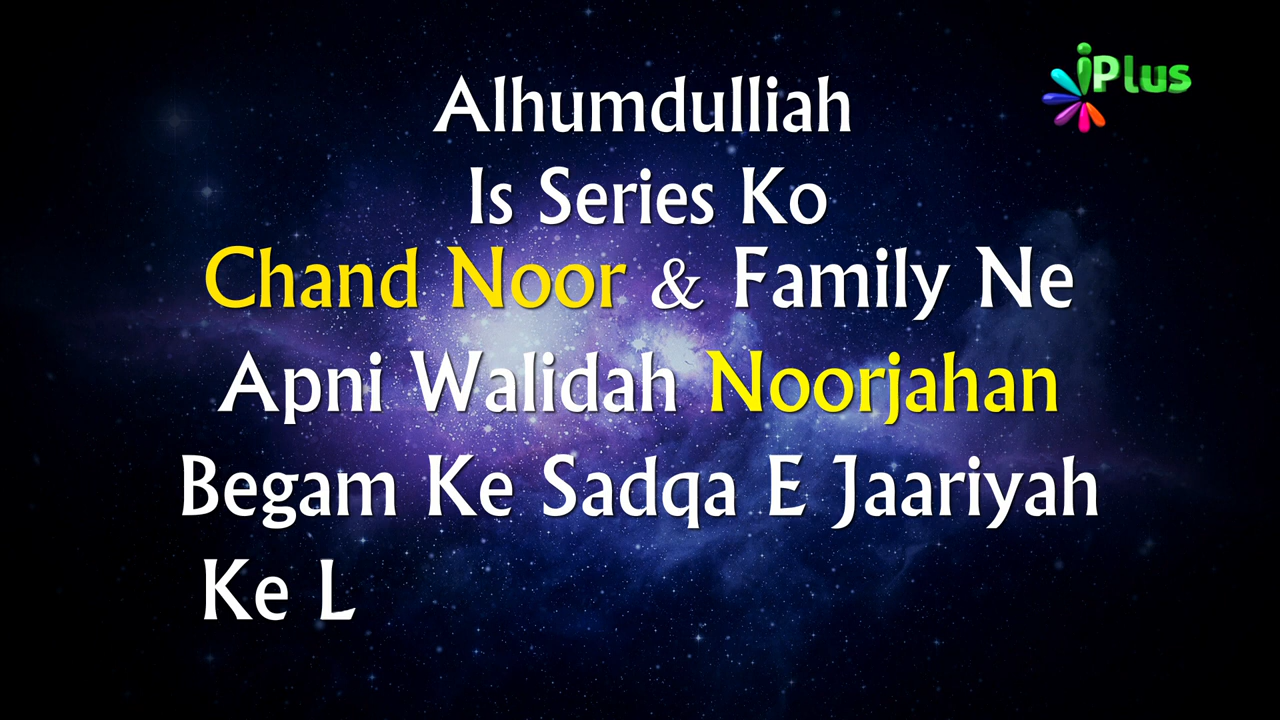 iPlus
Alhumdulliah
Is Series Ko
Chand Noor & Family Ne
Apni Walidah Noorjahan
Begam Ke Sadqa E Jaariyah
Ke L